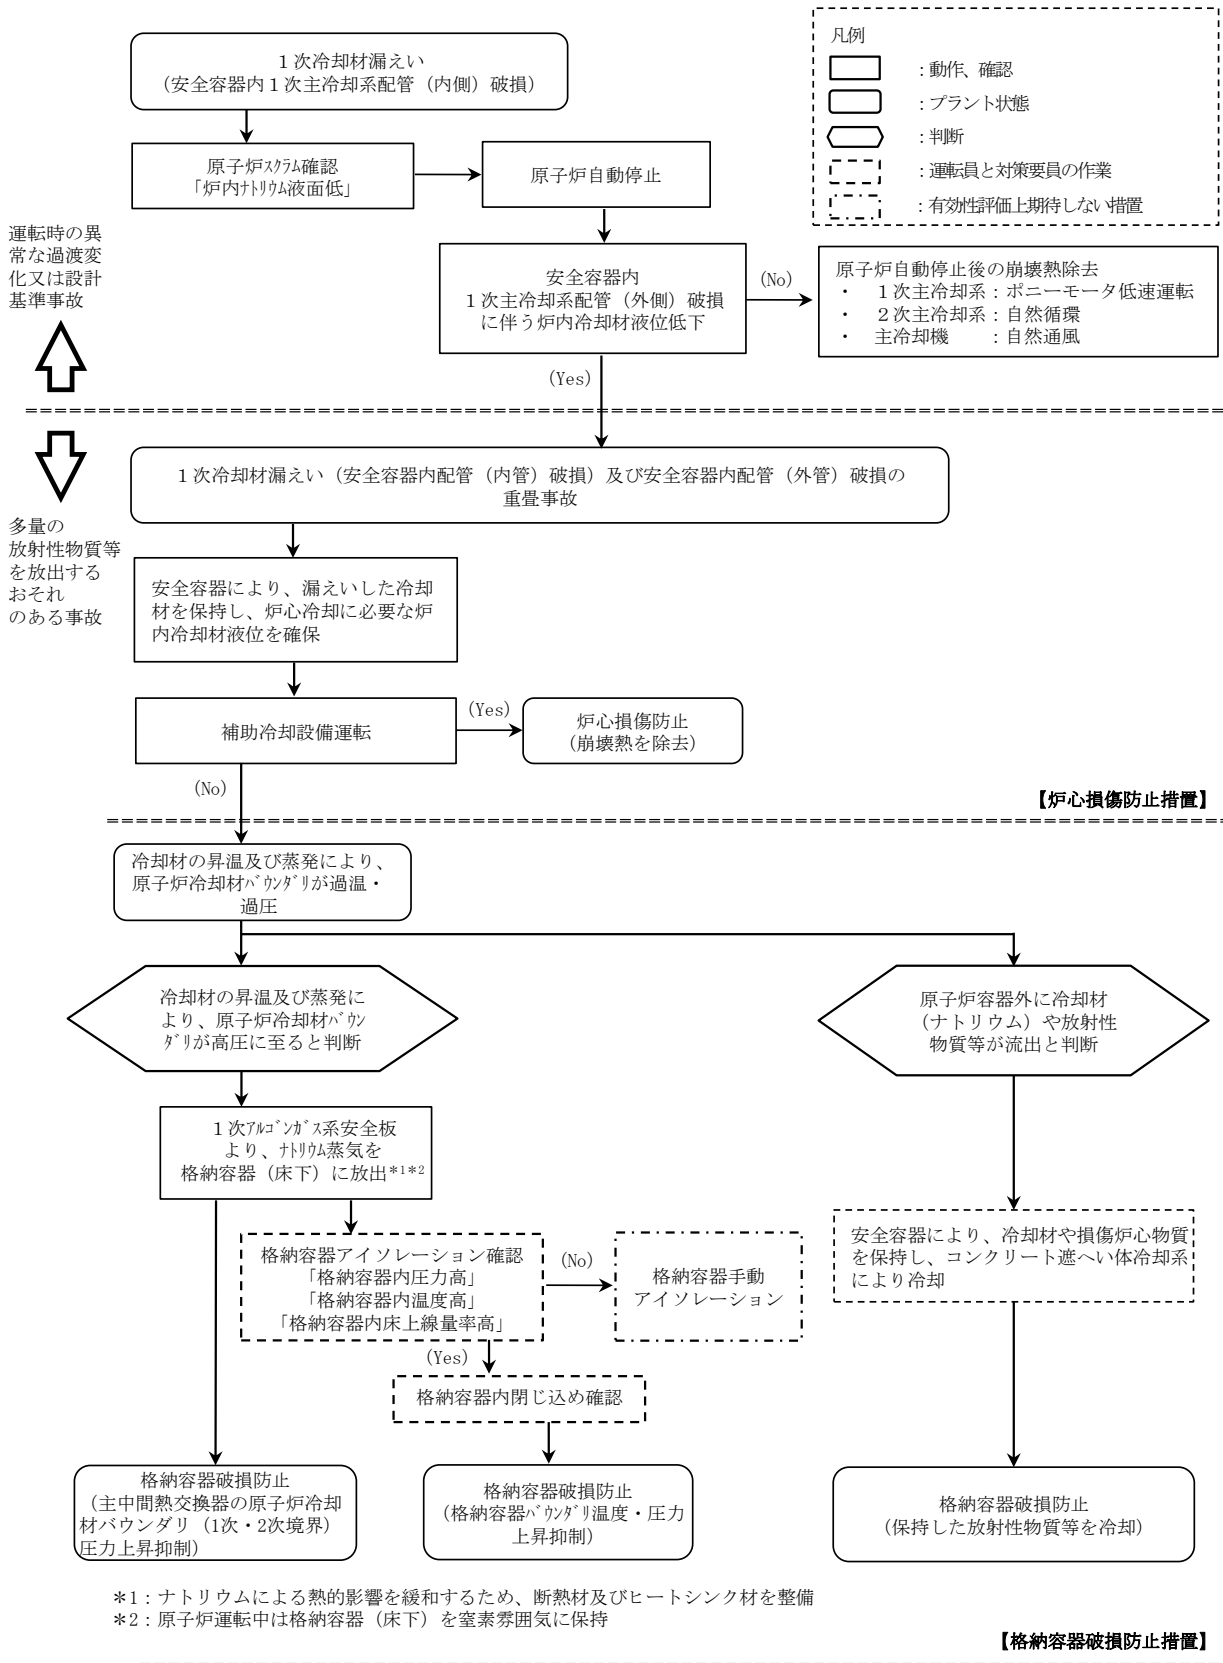 凡例
：動作、確認
：プラント状態
：判断
：運転員と対策要員の作業
：有効性評価上期待しない措置
１次冷却材漏えい
（安全容器内１次主冷却系配管（内側）破損）
原子炉ｽｸﾗﾑ確認
「炉内ﾅﾄﾘｳﾑ液面低」
原子炉自動停止
運転時の異
常な過渡変
化又は設計
基準事故
安全容器内
１次主冷却系配管（外側）破損
に伴う炉内冷却材液位低下
(No)
原子炉自動停止後の崩壊熱除去
・　１次主冷却系：ポニーモータ低速運転
・　２次主冷却系：自然循環
・　主冷却機　　：自然通風
(Yes)
１次冷却材漏えい（安全容器内配管（内管）破損）及び安全容器内配管（外管）破損の
重畳事故
多量の
放射性物質等
を放出する
おそれ
のある事故
安全容器により、漏えいした冷却
材を保持し、炉心冷却に必要な炉
内冷却材液位を確保
補助冷却設備運転
(Yes)
炉心損傷防止
(崩壊熱を除去)
(No)
【炉心損傷防止措置】
冷却材の昇温及び蒸発により、
原子炉冷却材ﾊﾞｳﾝﾀﾞﾘが過温・
過圧
冷却材の昇温及び蒸発に
より、原子炉冷却材ﾊﾞｳﾝ
ﾀﾞﾘが高圧に至ると判断
原子炉容器外に冷却材
（ナトリウム）や放射性
物質等が流出と判断
１次ｱﾙｺﾞﾝｶﾞｽ系安全板
より、ﾅﾄﾘｳﾑ蒸気を
格納容器（床下）に放出*1*2
格納容器アイソレーション確認
「格納容器内圧力高」
「格納容器内温度高」
「格納容器内床上線量率高」
(No)
格納容器手動
アイソレーション
安全容器により、冷却材や損傷炉心物質
を保持し、コンクリート遮へい体冷却系
により冷却
(Yes)
格納容器内閉じ込め確認
格納容器破損防止
（主中間熱交換器の原子炉冷却
材バウンダリ（1次・2次境界）
圧力上昇抑制）
格納容器破損防止
(格納容器ﾊﾞｳﾝﾀﾞﾘ温度・圧力
上昇抑制)
格納容器破損防止
(保持した放射性物質等を冷却)
＊1：ナトリウムによる熱的影響を緩和するため、断熱材及びヒートシンク材を整備
＊2：原子炉運転中は格納容器（床下）を窒素雰囲気に保持
【格納容器破損防止措置】